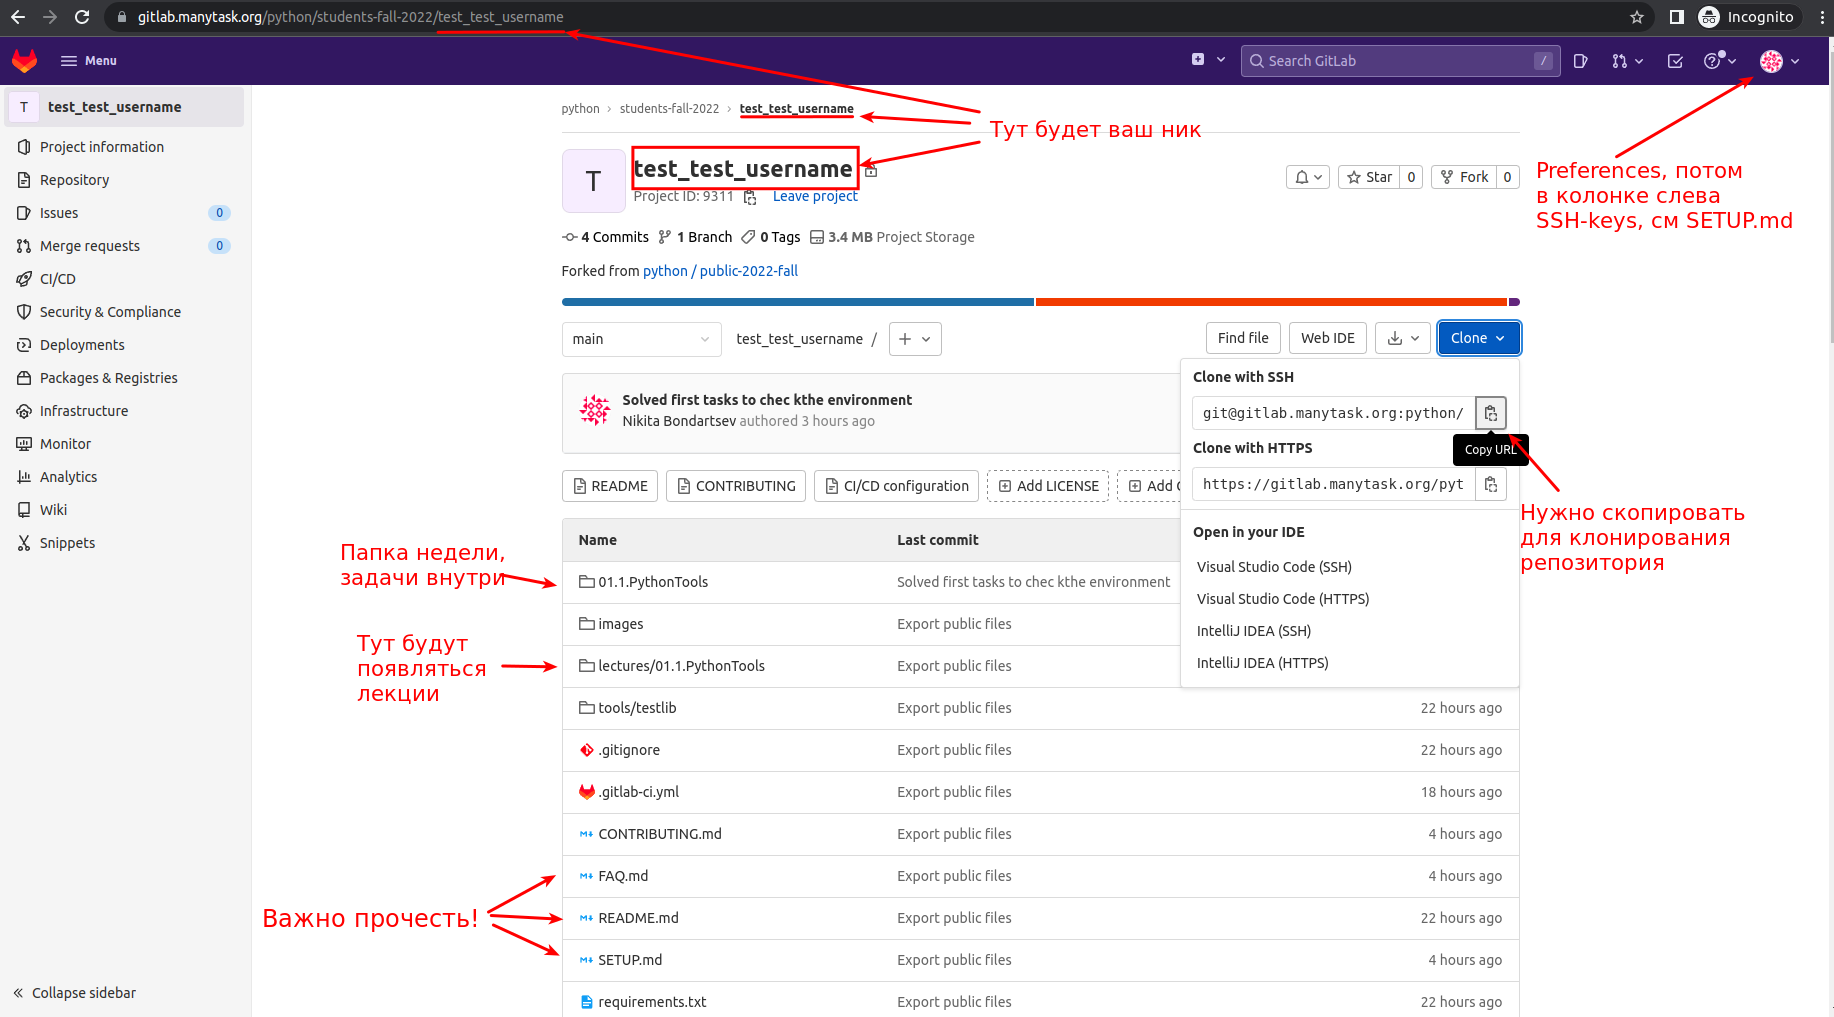 gitlab.manytask.org/python/students-fall-2022/test_test_username
Incognito
Menu
Search GitLab
/
T
test_test_username
Project information
Repository
Issues
0
Merge requests
0
CI/CD
Security & Compliance
Deployments
Packages & Registries
Infrastructure
Monitor
Analytics
Wiki
Snippets
Collapse sidebar
python › students-fall-2022 › test_test_username
Тут будет ваш ник
T
test_test_username
Project ID: 9311
Leave project
Star 0
Fork 0
Preferences, потом
в колонке слева
SSH-keys, см SETUP.md
4 Commits 1 Branch 0 Tags 3.4 MB Project Storage
Forked from python / public-2022-fall
main
test_test_username /
Find file
Web IDE
Clone
Clone with SSH
git@gitlab.manytask.org:python/
Copy URL
Clone with HTTPS
https://gitlab.manytask.org/pyt
Open in your IDE
Visual Studio Code (SSH)
Visual Studio Code (HTTPS)
IntelliJ IDEA (SSH)
IntelliJ IDEA (HTTPS)
Нужно скопировать
для клонирования
репозитория
Solved first tasks to chec kthe environment
Nikita Bondartsev authored 3 hours ago
README
CONTRIBUTING
CI/CD configuration
Add LICENSE
Add
Name Last commit
Папка недели,
задачи внутри
01.1.PythonTools Solved first tasks to chec kthe environment
images Export public files
Тут будут
появляться
лекции
lectures/01.1.PythonTools Export public files
tools/testlib Export public files 22 hours ago
.gitignore Export public files 22 hours ago
.gitlab-ci.yml Export public files 18 hours ago
CONTRIBUTING.md Export public files 4 hours ago
FAQ.md Export public files 4 hours ago
Важно прочесть!
README.md Export public files 22 hours ago
SETUP.md Export public files 4 hours ago
requirements.txt Export public files 22 hours ago